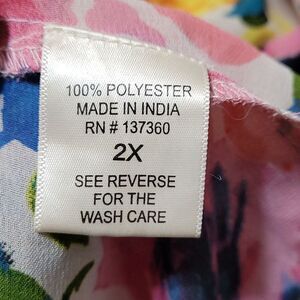 100% POLYESTER
MADE IN INDIA
RN # 137360
2X
SEE REVERSE
FOR THE
WASH CARE